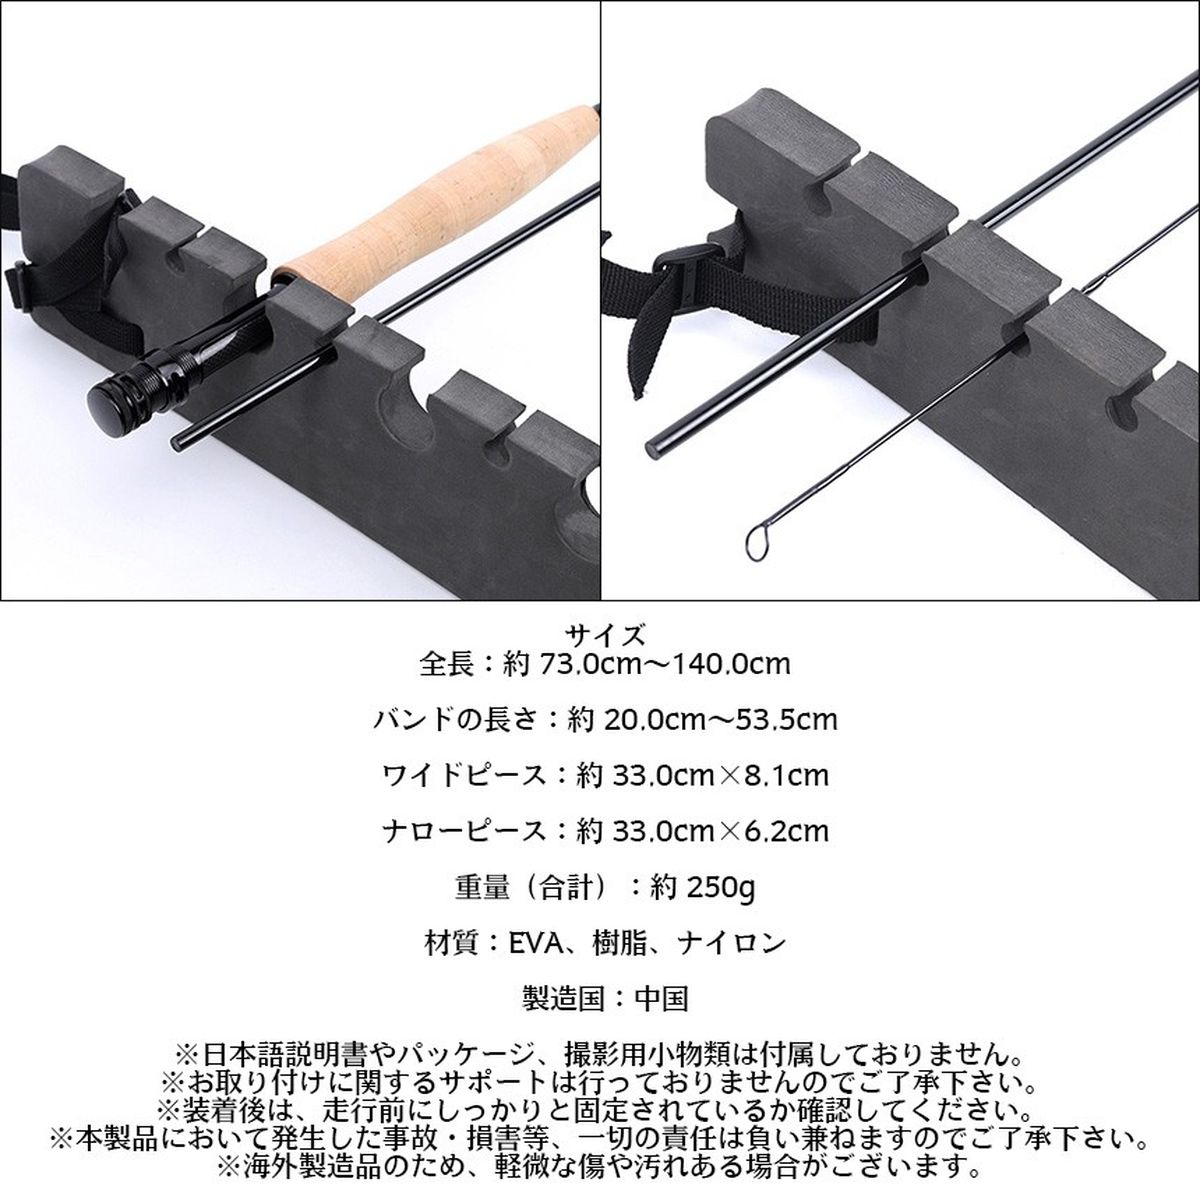 サイズ
全長：約 73.0cm～140.0cm
バンドの長さ：約 20.0cm～53.5cm
ワイドピース：約 33.0cm×8.1cm
ナローピース：約 33.0cm×6.2cm
重量（合計）：約 250g
材質：EVA、樹脂、ナイロン
製造国：中国
※日本語説明書やパッケージ、撮影用小物類は付属しておりません。
※お取り付けに関するサポートは行っておりませんのでご了承下さい。
※装着後は、走行前にしっかりと固定されているか確認してください。
※本製品において発生した事故・損害等、一切の責任は負い兼ねますのでご了承下さい。
※海外製造品のため、軽微な傷や汚れある場合がございます。